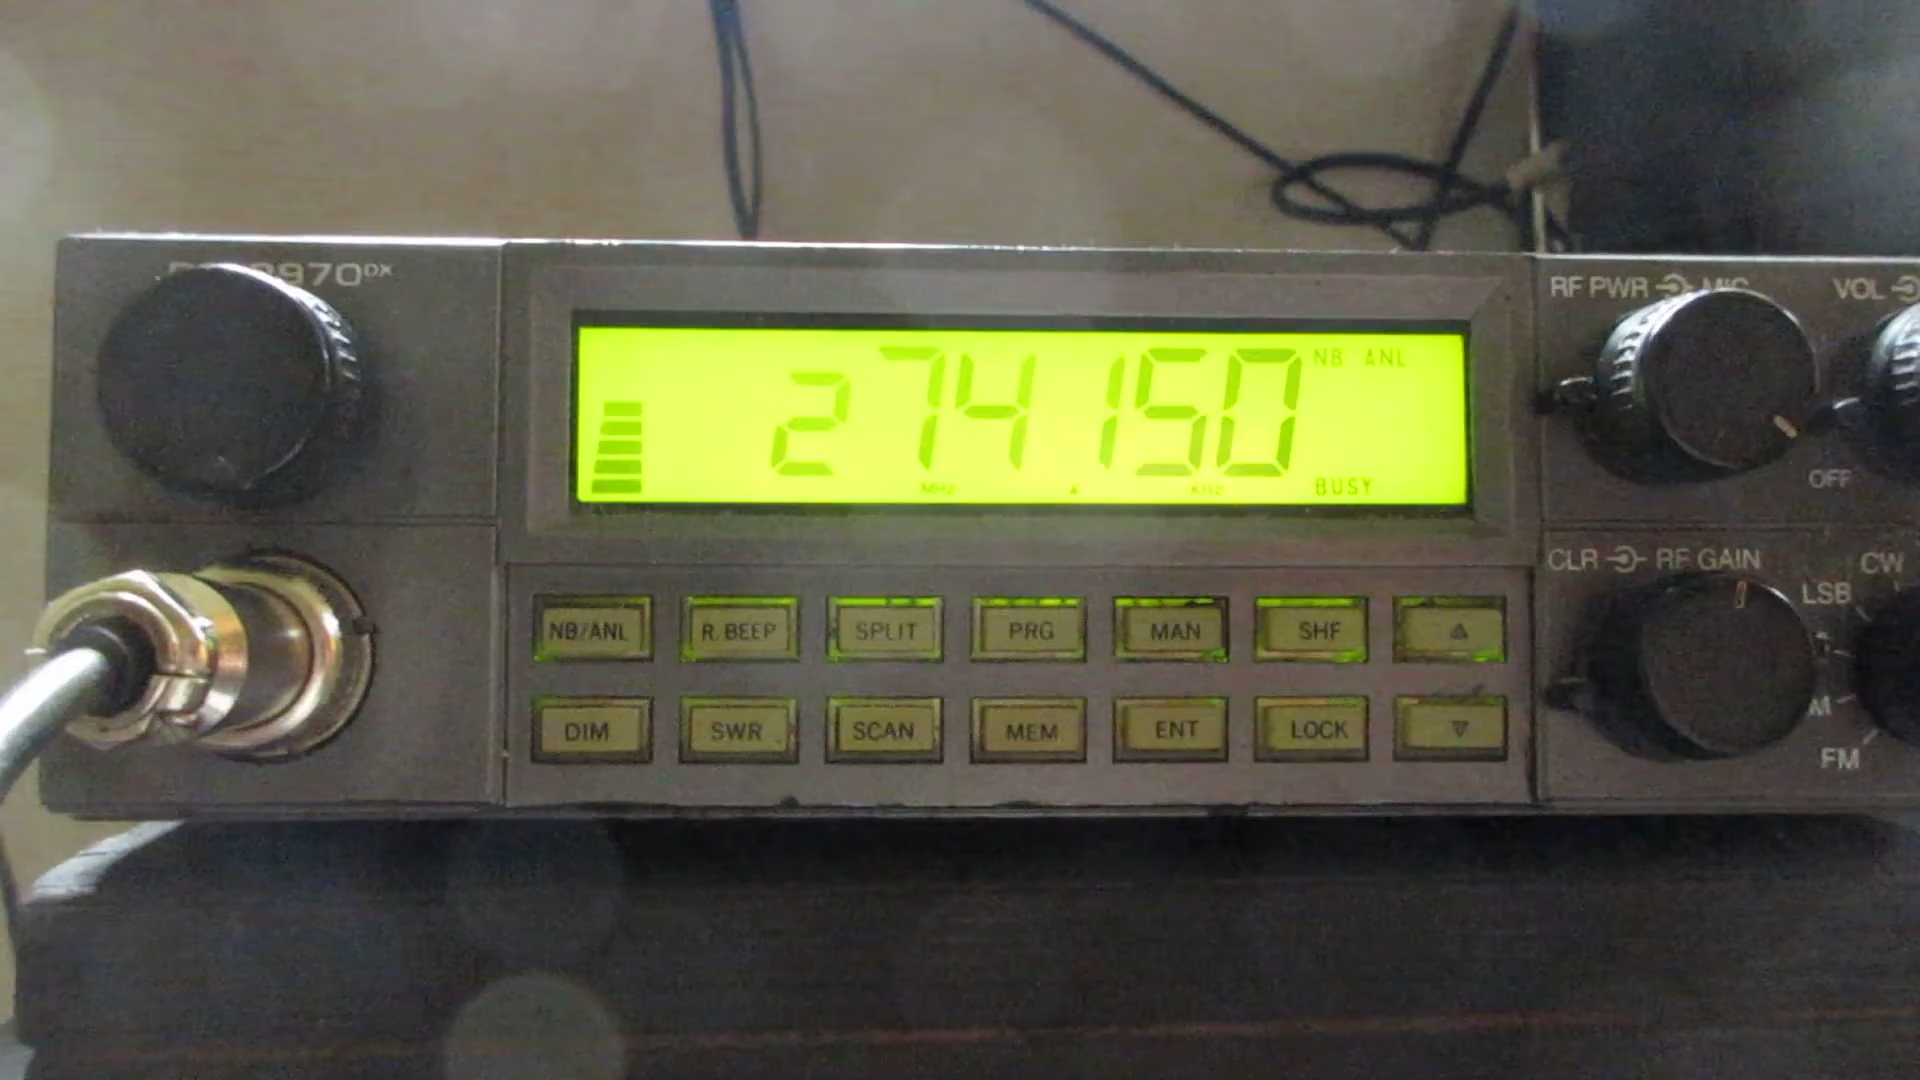 970DX
274150
NB ANL
MHz KHz
BUSY
RF PWR MIC
VOL
OFF
CLR RF GAIN
CW
LSB
FM
NB/ANL R.BEEP SPLIT PRG MAN SHF
DIM SWR SCAN MEM ENT LOCK